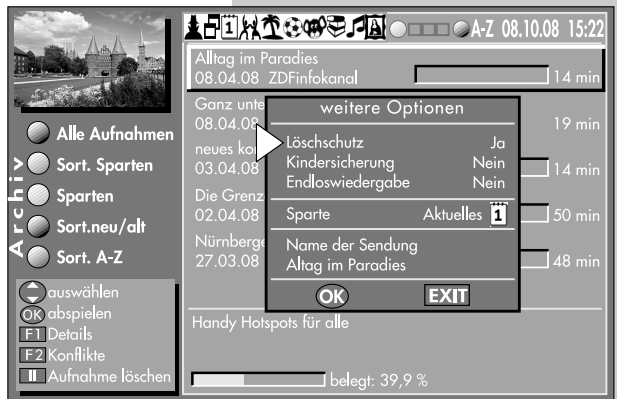 1 A A-Z 08.10.08 15:22
Alltag im Paradies
08.04.08 ZDFinfokanal 14 min
Ganz unte
08.04.08 19 min
neues ko
03.04.08 14 min
Die Grenz
02.04.08 50 min
Nürnberge
27.03.08 48 min
weitere Optionen
Löschschutz Ja
Kindersicherung Nein
Endloswiedergabe Nein
Sparte Aktuelles 1
Name der Sendung
Altag im Paradies
OK EXIT
Handy Hotspots für alle
belegt: 39,9 %
Archiv
Alle Aufnahmen
Sort. Sparten
Sparten
Sort.neu/alt
Sort. A-Z
auswählen
OK abspielen
F1 Details
F2 Konflikte
Aufnahme löschen